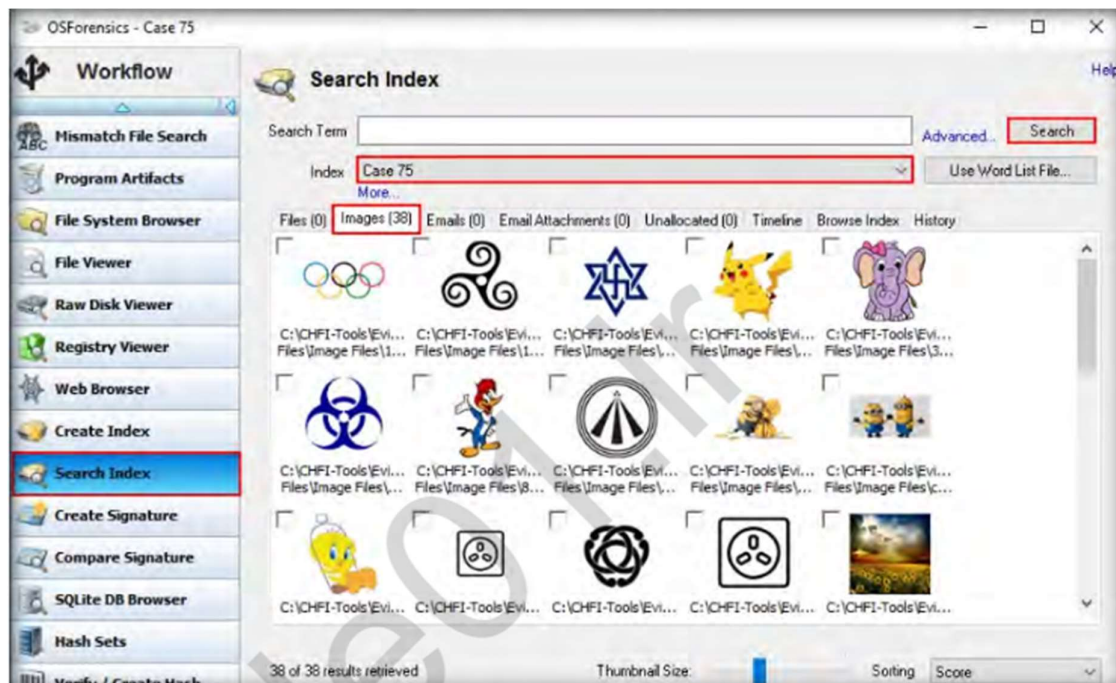 OSForensics - Case 75
Workflow
Search Index
Help
Search Term
Advanced...
Search
Index
Case 75
Use Word List File...
More...
Files (0) Images (38) Emails (0) Email Attachments (0) Unallocated (0) Timeline Browse Index History
Mismatch File Search
Program Artifacts
File System Browser
File Viewer
Raw Disk Viewer
Registry Viewer
Web Browser
Create Index
Search Index
Create Signature
Compare Signature
SQLite DB Browser
Hash Sets
Verify / Create Hash
C:\CHFI-Tools\Evi... C:\CHFI-Tools\Evi... C:\CHFI-Tools\Evi... C:\CHFI-Tools\Evi... C:\CHFI-Tools\Evi...
Files\Image Files\1... Files\Image Files\1... Files\Image Files\... Files\Image Files\... Files\Image Files\3...
C:\CHFI-Tools\Evi... C:\CHFI-Tools\Evi... C:\CHFI-Tools\Evi... C:\CHFI-Tools\Evi... C:\CHFI-Tools\Evi...
Files\Image Files\... Files\Image Files\8... Files\Image Files\... Files\Image Files\... Files\Image Files\c...
C:\CHFI-Tools\Evi... C:\CHFI-Tools\Evi... C:\CHFI-Tools\Evi... C:\CHFI-Tools\Evi... C:\CHFI-Tools\Evi...
38 of 38 results retrieved
Thumbnail Size:
Sorting
Score